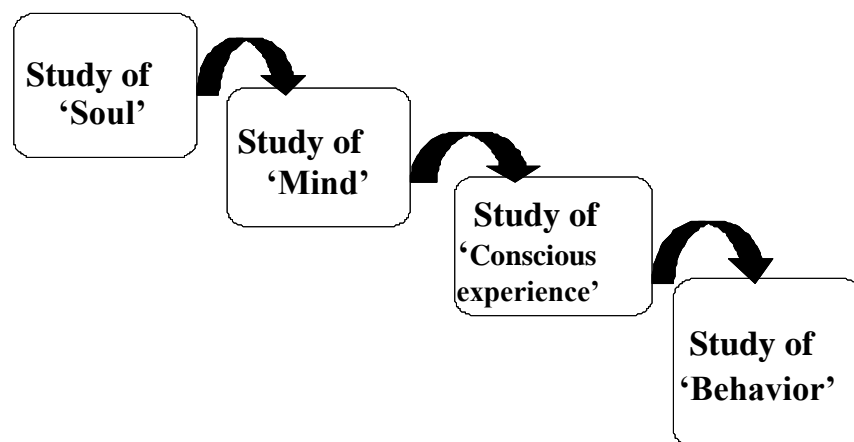 Study of
‘Soul’
Study of
‘Mind’
Study of
‘Conscious
experience’
Study of
‘Behavior’